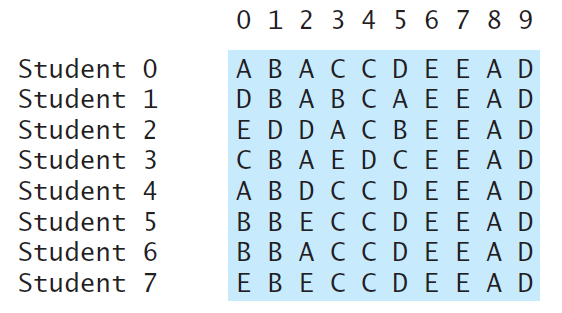 0 1 2 3 4 5 6 7 8 9
Student 0 A B A C C D E E A D
Student 1 D B A B C A E E A D
Student 2 E D D A C B E E A D
Student 3 C B A E D C E E A D
Student 4 A B D C C D E E A D
Student 5 B B E C C D E E A D
Student 6 B B A C C D E E A D
Student 7 E B E C C D E E A D